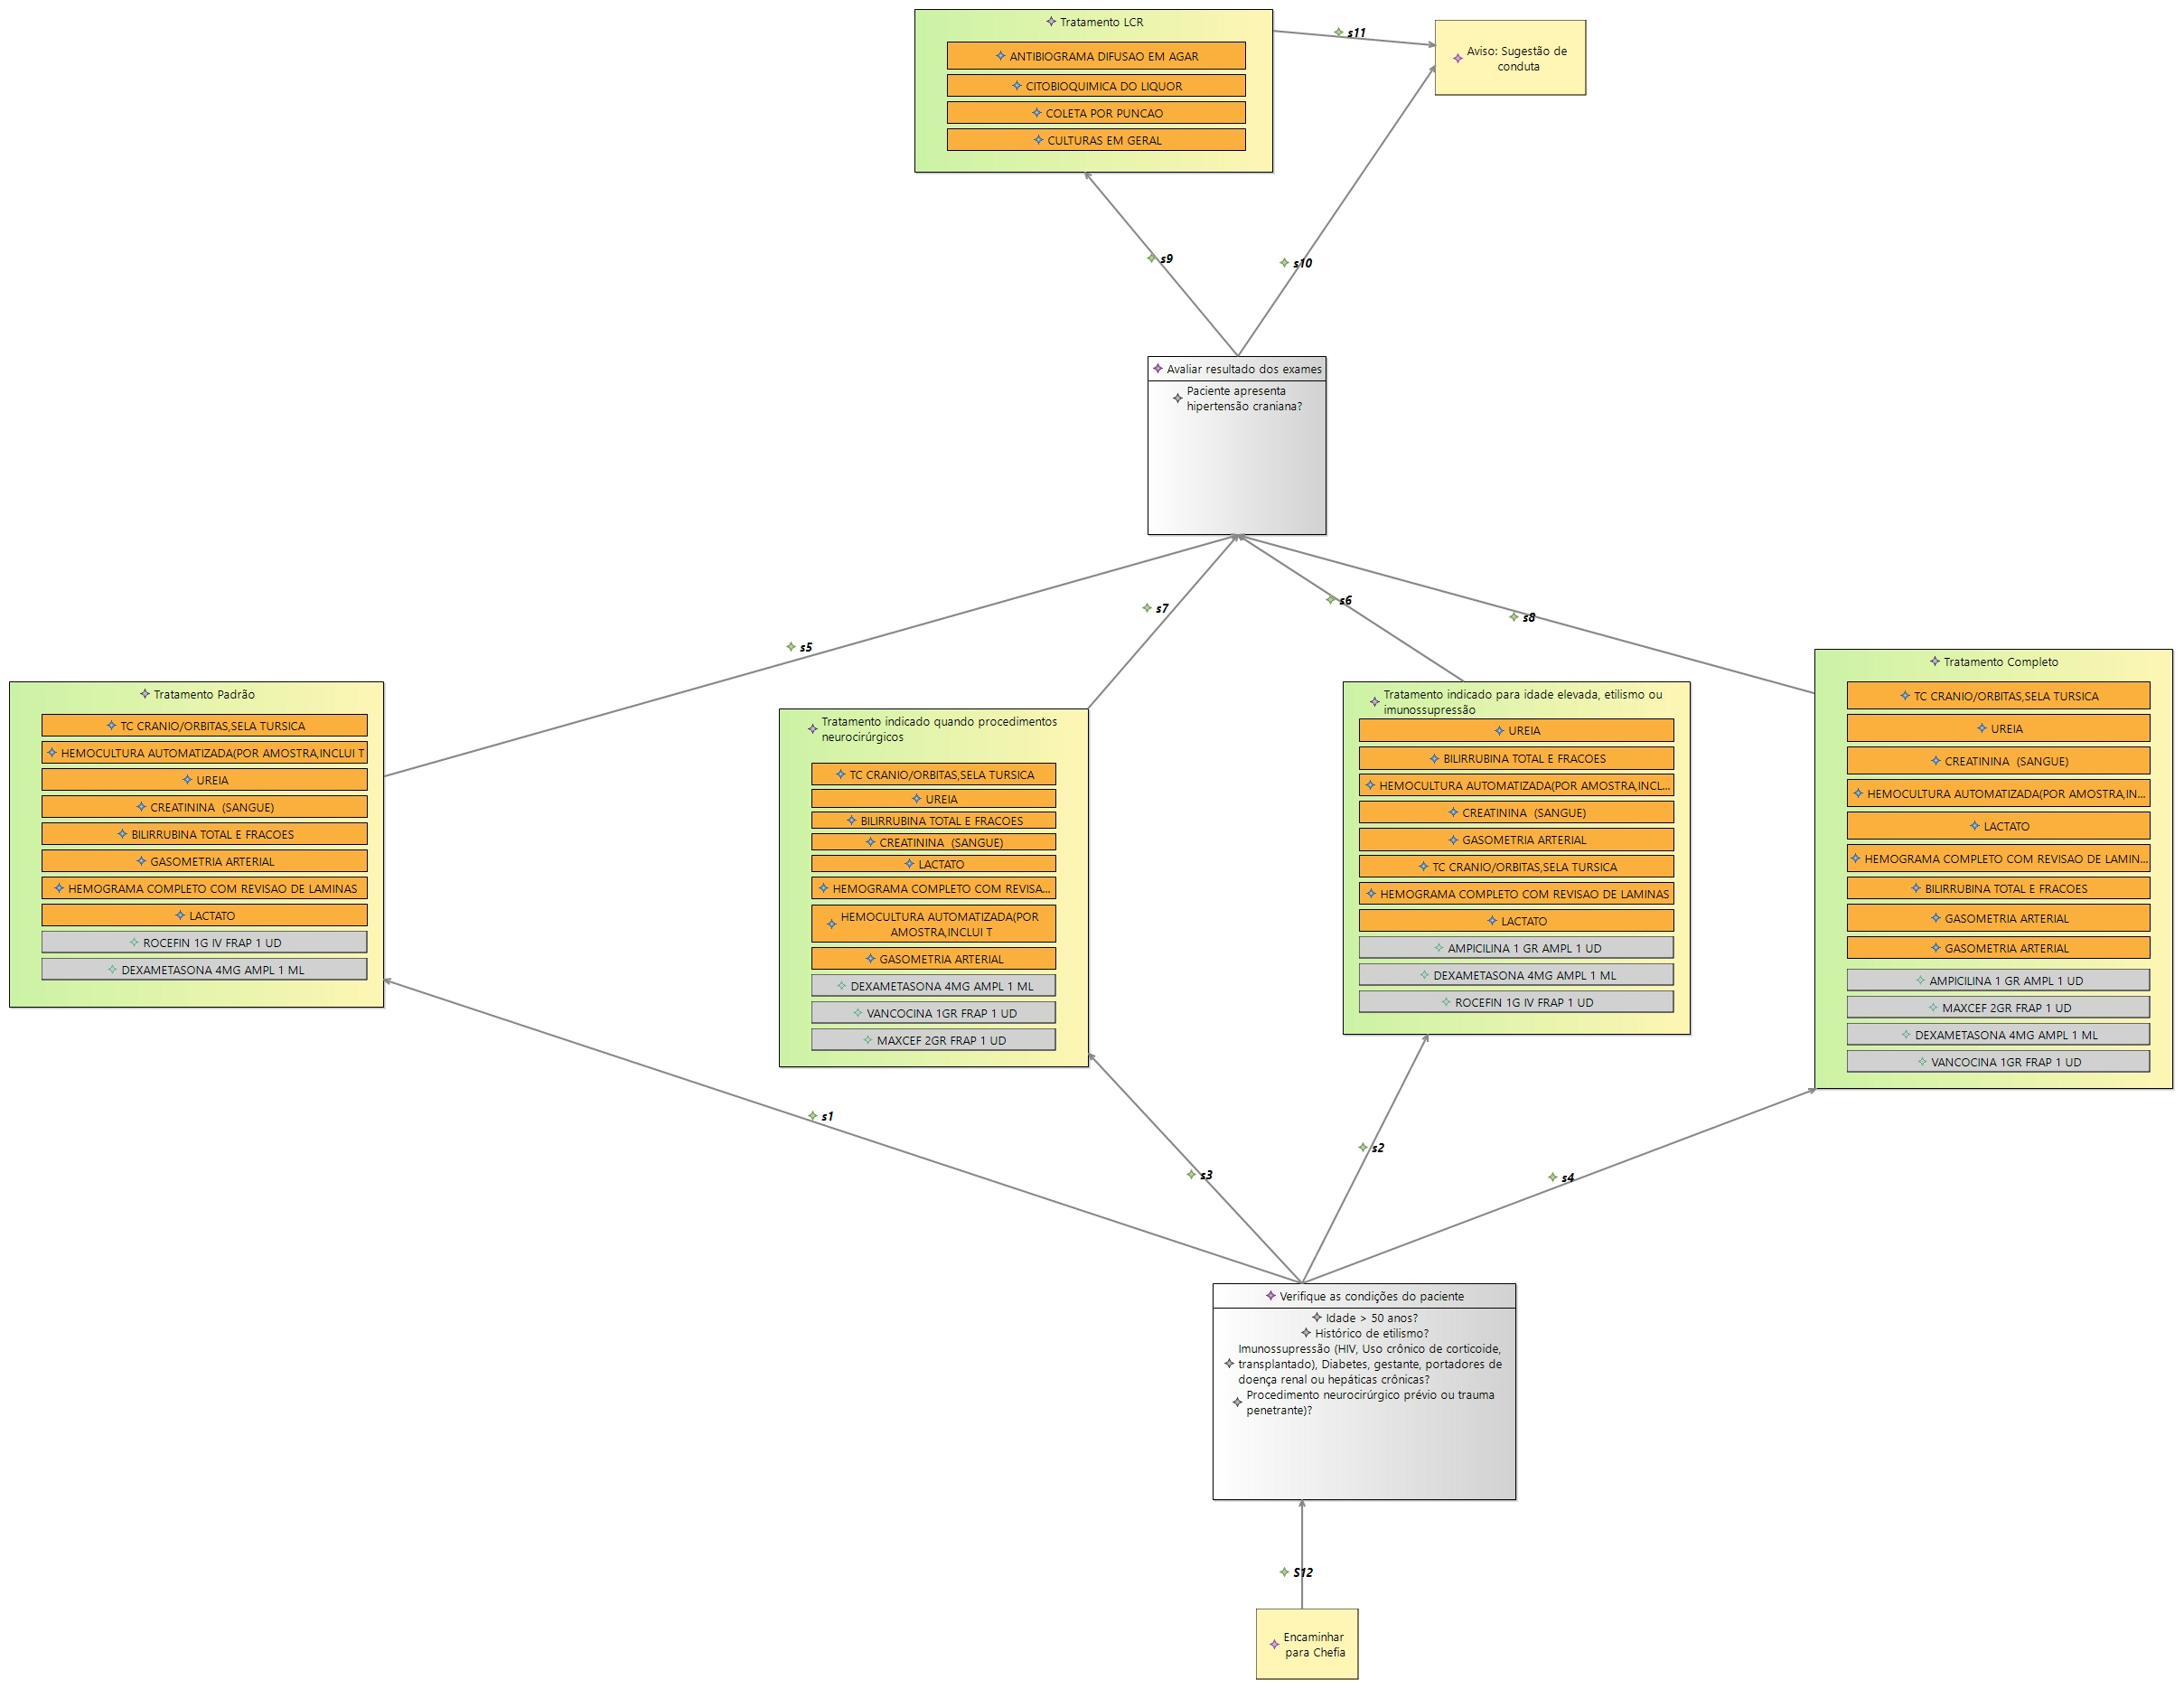 Tratamento LCR
ANTIBIOGRAMA DIFUSAO EM AGAR
CITOBIOQUIMICA DO LIQUOR
COLETA POR PUNCAO
CULTURAS EM GERAL
s11
Aviso: Sugestão de
conduta
s9
s10
Avaliar resultado dos exames
Paciente apresenta
hipertensão craniana?
s5
s7
s6
s8
Tratamento Padrão
TC CRANIO/ORBITAS,SELA TURSICA
HEMOCULTURA AUTOMATIZADA(POR AMOSTRA,INCLUI T
UREIA
CREATININA (SANGUE)
BILIRRUBINA TOTAL E FRACOES
GASOMETRIA ARTERIAL
HEMOGRAMA COMPLETO COM REVISAO DE LAMINAS
LACTATO
ROCEFIN 1G IV FRAP 1 UD
DEXAMETASONA 4MG AMPL 1 ML
Tratamento indicado quando procedimentos
neurocirúrgicos
TC CRANIO/ORBITAS,SELA TURSICA
UREIA
BILIRRUBINA TOTAL E FRACOES
CREATININA (SANGUE)
LACTATO
HEMOGRAMA COMPLETO COM REVISA...
HEMOCULTURA AUTOMATIZADA(POR
AMOSTRA,INCLUI T
GASOMETRIA ARTERIAL
DEXAMETASONA 4MG AMPL 1 ML
VANCOCINA 1GR FRAP 1 UD
MAXCEF 2GR FRAP 1 UD
Tratamento indicado para idade elevada, etilismo ou
imunossupressão
UREIA
BILIRRUBINA TOTAL E FRACOES
HEMOCULTURA AUTOMATIZADA(POR AMOSTRA,INCL...
CREATININA (SANGUE)
GASOMETRIA ARTERIAL
TC CRANIO/ORBITAS,SELA TURSICA
HEMOGRAMA COMPLETO COM REVISAO DE LAMINAS
LACTATO
AMPICILINA 1 GR AMPL 1 UD
DEXAMETASONA 4MG AMPL 1 ML
ROCEFIN 1G IV FRAP 1 UD
Tratamento Completo
TC CRANIO/ORBITAS,SELA TURSICA
UREIA
CREATININA (SANGUE)
HEMOCULTURA AUTOMATIZADA(POR AMOSTRA,IN...
LACTATO
HEMOGRAMA COMPLETO COM REVISAO DE LAMIN...
BILIRRUBINA TOTAL E FRACOES
GASOMETRIA ARTERIAL
GASOMETRIA ARTERIAL
AMPICILINA 1 GR AMPL 1 UD
MAXCEF 2GR FRAP 1 UD
DEXAMETASONA 4MG AMPL 1 ML
VANCOCINA 1GR FRAP 1 UD
s1
s3
s2
s4
Verifique as condições do paciente
Idade > 50 anos?
Histórico de etilismo?
Imunossupressão (HIV, Uso crônico de corticoide,
transplantado), Diabetes, gestante, portadores de
doença renal ou hepáticas crônicas?
Procedimento neurocirúrgico prévio ou trauma
penetrante)?
S12
Encaminhar
para Chefia